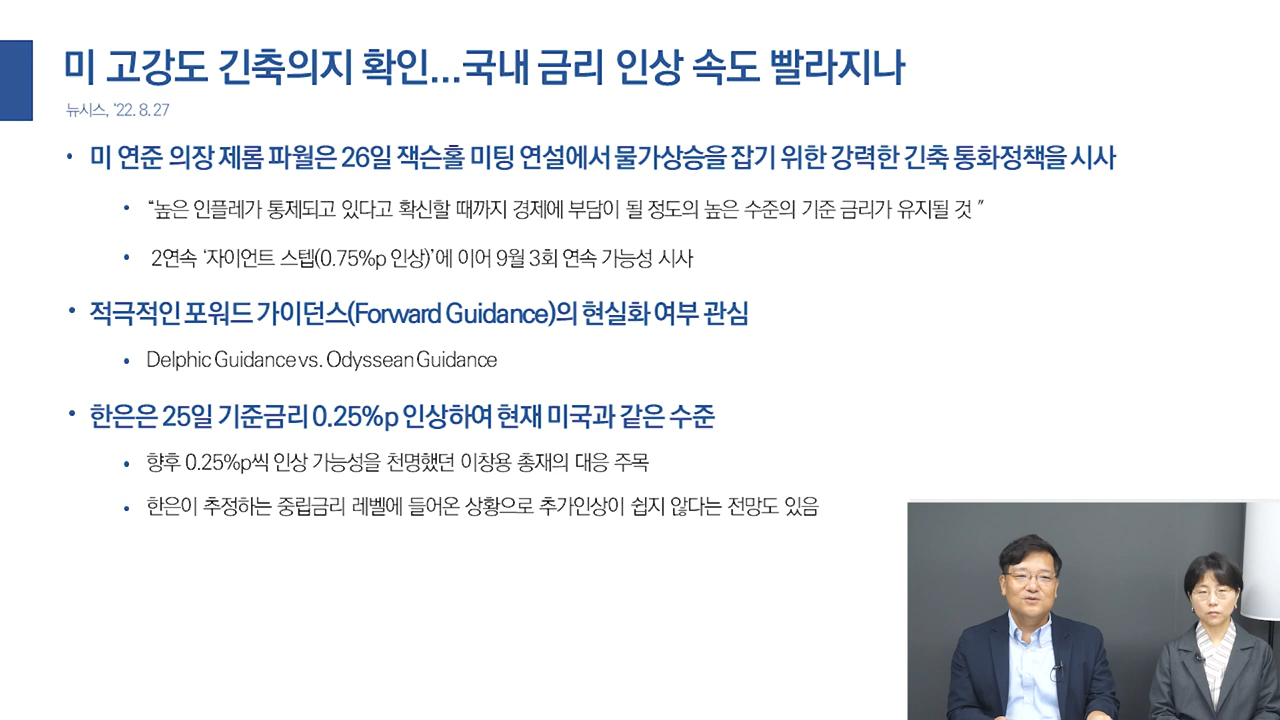 미 고강도 긴축의지 확인...국내 금리 인상 속도 빨라지나
뉴시스, ‘22. 8. 27
• 미 연준 의장 제롬 파월은 26일 잭슨홀 미팅 연설에서 물가상승을 잡기 위한 강력한 긴축 통화정책을 시사
• “높은 인플레가 통제되고 있다고 확신할 때까지 경제에 부담이 될 정도의 높은 수준의 기준 금리가 유지될 것 ”
• 2연속 ‘자이언트 스텝(0.75%p 인상)’에 이어 9월 3회 연속 가능성 시사
• 적극적인 포워드 가이던스(Forward Guidance)의 현실화 여부 관심
• Delphic Guidance vs. Odyssean Guidance
• 한은은 25일 기준금리 0.25%p 인상하여 현재 미국과 같은 수준
• 향후 0.25%p씩 인상 가능성을 천명했던 이창용 총재의 대응 주목
• 한은이 추정하는 중립금리 레벨에 들어온 상황으로 추가인상이 쉽지 않다는 전망도 있음